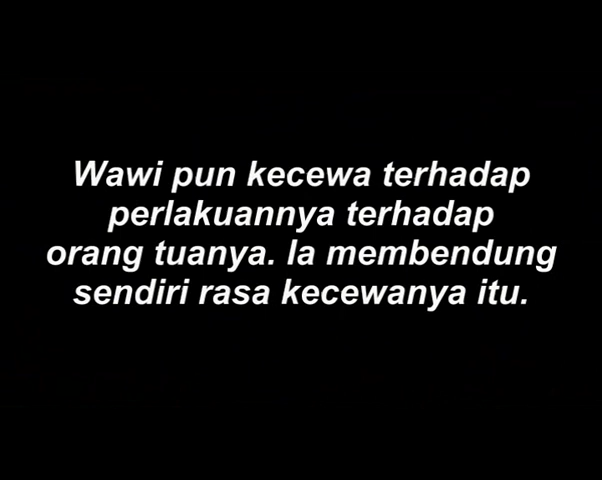 Wawi pun kecewa terhadap
perlakuannya terhadap
orang tuanya. Ia membendung
sendiri rasa kecewanya itu.